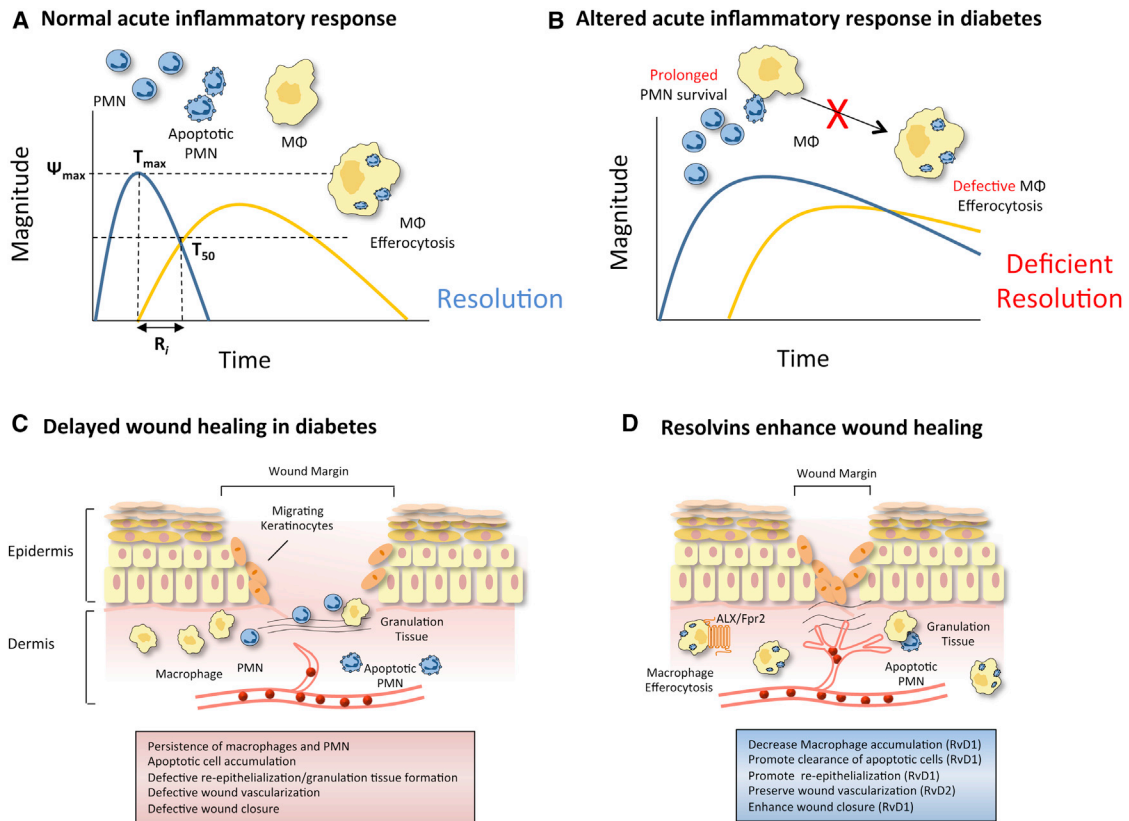 A Normal acute inflammatory response
PMN
Apoptotic
PMN
MΦ
Magnitude
Ψmax
Tmax
T50
MΦ
Efferocytosis
Resolution
Ri
Time
B Altered acute inflammatory response in diabetes
Prolonged
PMN survival
X
MΦ
Defective MΦ
Efferocytosis
Magnitude
Deficient
Resolution
Time
C Delayed wound healing in diabetes
Wound Margin
Migrating
Keratinocytes
Epidermis
Dermis
Granulation
Tissue
Macrophage
PMN
Apoptotic
PMN
Persistence of macrophages and PMN
Apoptotic cell accumulation
Defective re-epithelialization/granulation tissue formation
Defective wound vascularization
Defective wound closure
D Resolvins enhance wound healing
Wound Margin
ALX/Fpr2
Granulation
Tissue
Macrophage
Efferocytosis
Apoptotic
PMN
Decrease Macrophage accumulation (RvD1)
Promote clearance of apoptotic cells (RvD1)
Promote re-epithelialization (RvD1)
Preserve wound vascularization (RvD2)
Enhance wound closure (RvD1)